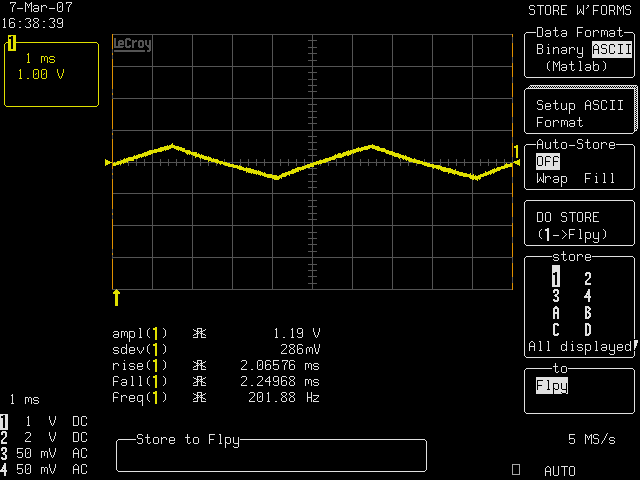 7-Mar-07
16:38:39
1
1 ms
1.00 V
LeCroy
1
ampl(1) 1.19 V
sdev(1) 286mV
rise(1) 2.06576 ms
fall(1) 2.24968 ms
freq(1) 201.88 Hz
1 ms
1 1 V DC
2 2 V DC
3 50 mV AC
4 50 mV AC
Store to Flpy
STORE W'FORMS
Data Format
Binary ASCII
(Matlab)
Setup ASCII
Format
Auto-Store
Off
Wrap Fill
DO STORE
(1->Flpy)
store
1 2
3 4
A B
C D
All displayed
to
Flpy
5 MS/s
AUTO